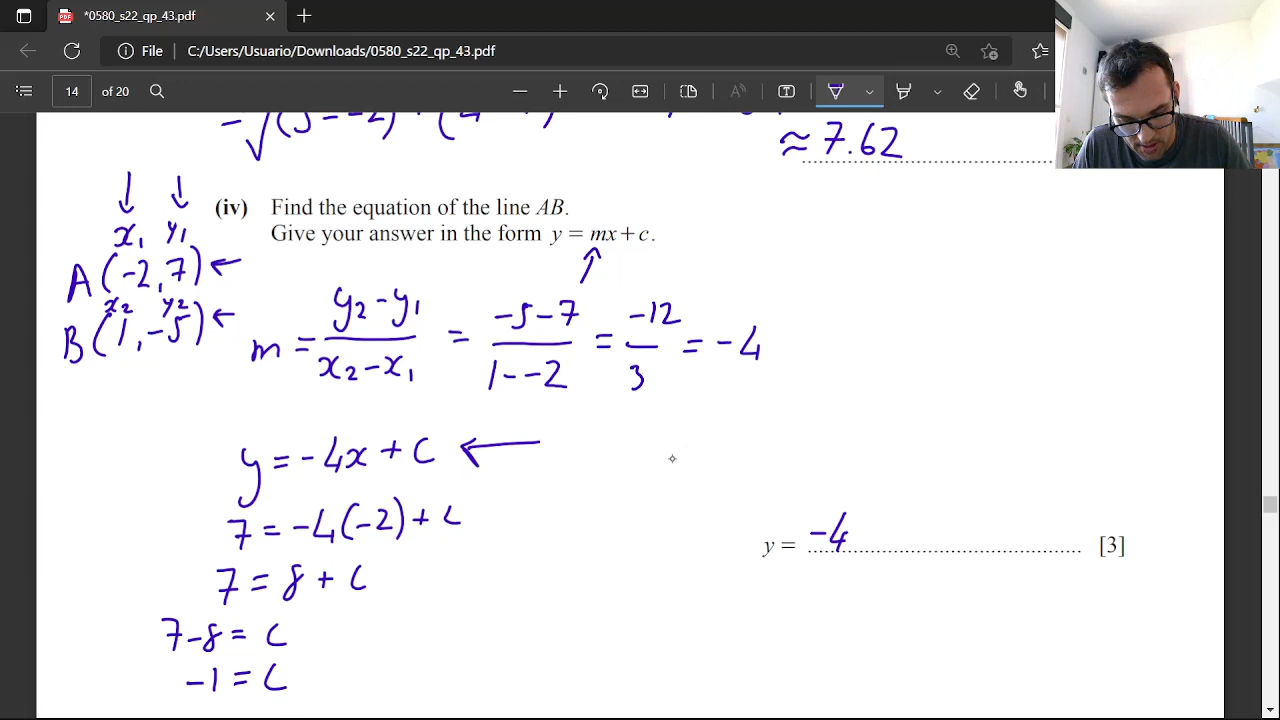 *0580_s22_qp_43.pdf
File C:/Users/Usuario/Downloads/0580_s22_qp_43.pdf
14 of 20
≈ 7.62
(iv) Find the equation of the line AB.
Give your answer in the form y = mx + c.
x₁ y₁
A (-2, 7) ←
x₂ y₂
B (1, -5) ←
m = (y₂ - y₁)/(x₂ - x₁) = (-5-7)/(1--2) = -12/3 = -4
y = -4x + C ←
7 = -4(-2) + C
7 = 8 + C
7-8 = C
-1 = C
y = -4 [3]